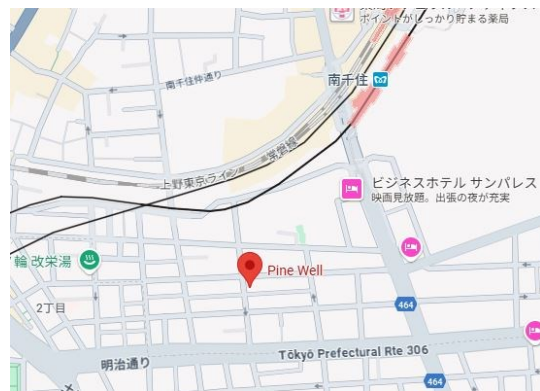 ポイントがしっかり貯まる薬局
南千住仲通り
南千住
常磐線
上野東京ライン
ビジネスホテル サンパレス
映画見放題。出張の夜が充実
輪 改栄湯
Pine Well
2丁目
464
明治通り
Tōkyō Prefectural Rte 306
464